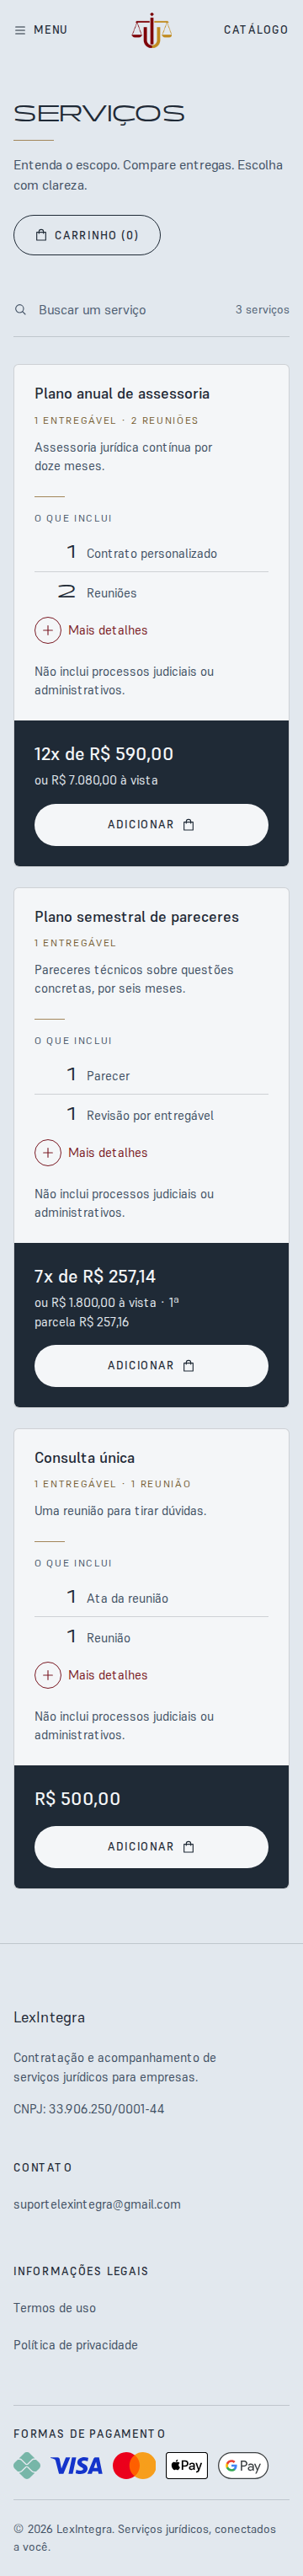 MENU
CATÁLOGO
SERVIÇOS
Entenda o escopo. Compare entregas. Escolha
com clareza.
CARRINHO (0)
Buscar um serviço
3 serviços
Plano anual de assessoria
1 ENTREGÁVEL · 2 REUNIÕES
Assessoria jurídica contínua por
doze meses.
O QUE INCLUI
1 Contrato personalizado
2 Reuniões
Mais detalhes
Não inclui processos judiciais ou
administrativos.
12x de R$ 590,00
ou R$ 7.080,00 à vista
ADICIONAR
Plano semestral de pareceres
1 ENTREGÁVEL
Pareceres técnicos sobre questões
concretas, por seis meses.
O QUE INCLUI
1 Parecer
1 Revisão por entregável
Mais detalhes
Não inclui processos judiciais ou
administrativos.
7x de R$ 257,14
ou R$ 1.800,00 à vista · 1ª
parcela R$ 257,16
ADICIONAR
Consulta única
1 ENTREGÁVEL · 1 REUNIÃO
Uma reunião para tirar dúvidas.
O QUE INCLUI
1 Ata da reunião
1 Reunião
Mais detalhes
Não inclui processos judiciais ou
administrativos.
R$ 500,00
ADICIONAR
LexIntegra
Contratação e acompanhamento de
serviços jurídicos para empresas.
CNPJ: 33.906.250/0001-44
CONTATO
suportelexintegra@gmail.com
INFORMAÇÕES LEGAIS
Termos de uso
Política de privacidade
FORMAS DE PAGAMENTO
VISA Pay G Pay
© 2026 LexIntegra. Serviços jurídicos, conectados
a você.